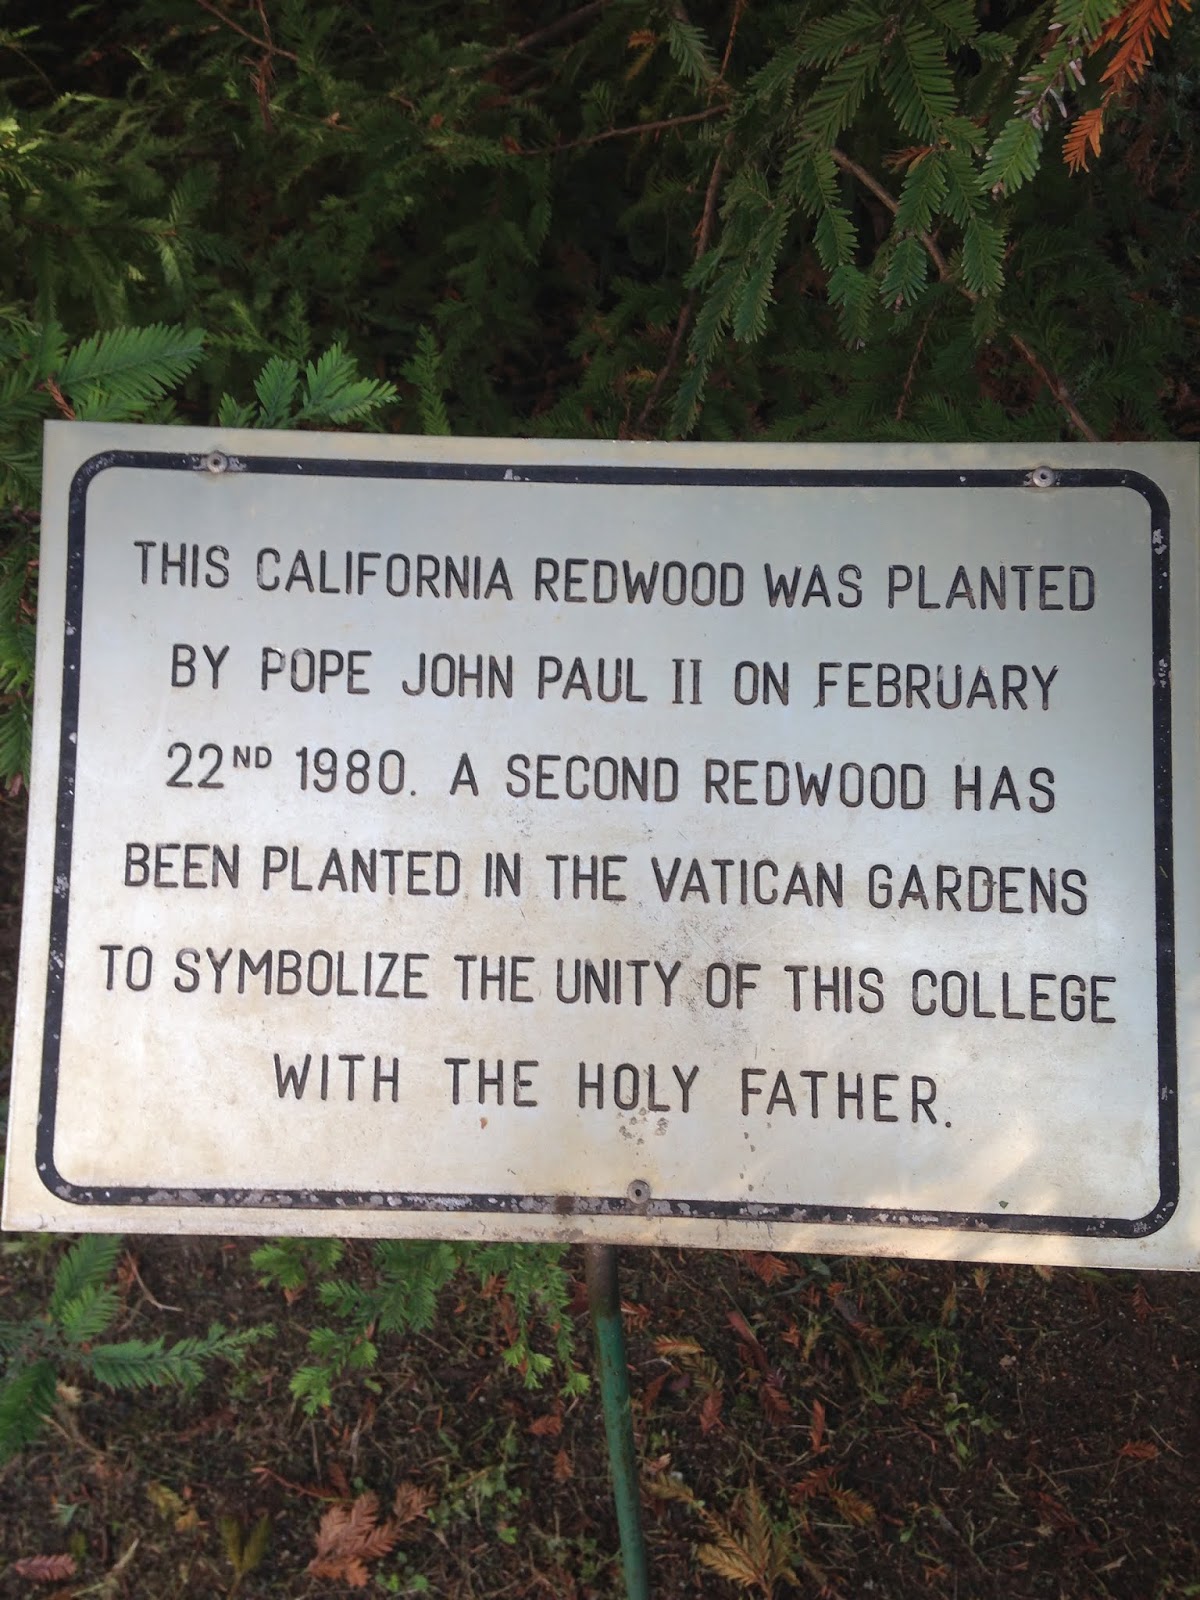 THIS CALIFORNIA REDWOOD WAS PLANTED
BY POPE JOHN PAUL II ON FEBRUARY
22ND 1980. A SECOND REDWOOD HAS
BEEN PLANTED IN THE VATICAN GARDENS
TO SYMBOLIZE THE UNITY OF THIS COLLEGE
WITH THE HOLY FATHER.